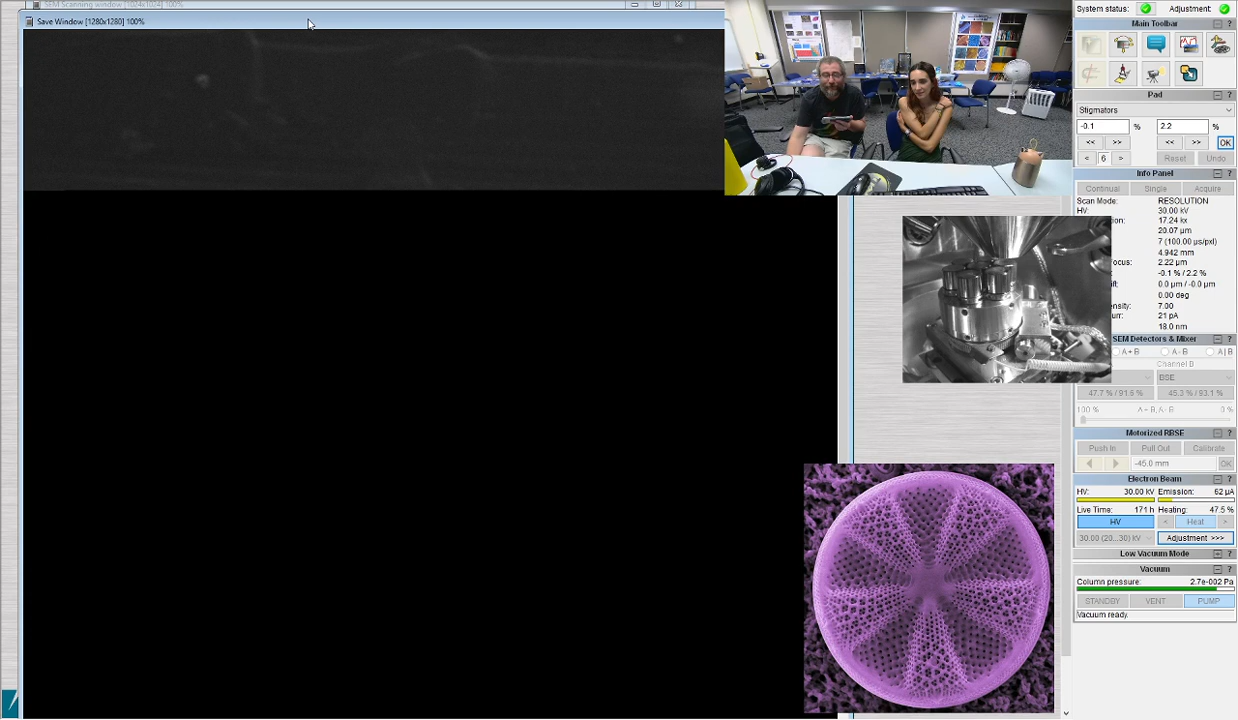 SEM Scanning window [1024x1024] 100%
Save Window [1280x1280] 100%
System status:
Adjustment:
Main Toolbar
Pad
Stigmators
-0.1 % 2.2 %
<< >> << >> OK
< 6 > Reset Undo
Info Panel
Continual Single Acquire
Scan Mode: RESOLUTION
HV: 30.00 kV
17.24 kx
20.07 µm
7 (100.00 µs/pxl)
4.942 mm
2.22 µm
-0.1 % / 2.2 %
0.0 µm / -0.0 µm
0.00 deg
7.00
21 pA
18.0 nm
SEM Detectors & Mixer
A + B A - B A | B
Channel B
BSE
47.7 % / 91.6 % 45.3 % / 93.1 %
100 % A + B, A - B 0 %
Motorized RBSE
Push In Pull Out Calibrate
-45.0 mm OK
Electron Beam
HV: 30.00 kV Emission: 62 µA
Live Time: 171 h Heating: 47.5 %
HV < Heat >
30.00 (20...30) kV Adjustment >>>
Low Vacuum Mode
Vacuum
Column pressure: 2.7e-002 Pa
STANDBY VENT PUMP
Vacuum ready.